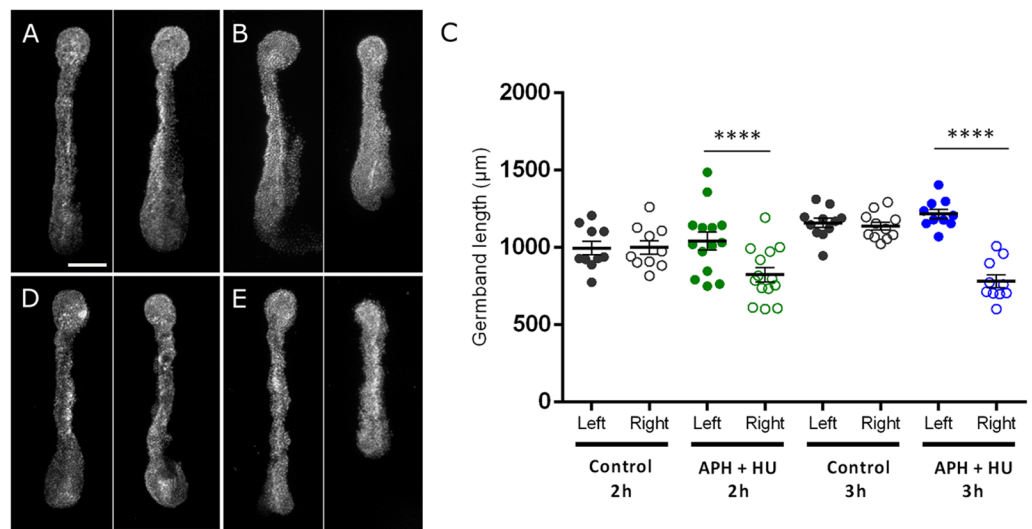 A
B
C
D
E
2000
1500
1000
500
0
Germband length (μm)
****
****
Left Right Left Right Left Right Left Right
Control APH + HU Control APH + HU
2h 2h 3h 3h